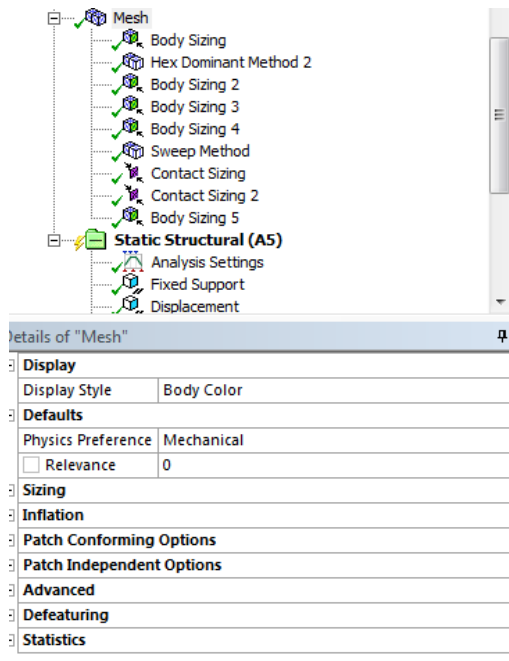 Mesh
Body Sizing
Hex Dominant Method 2
Body Sizing 2
Body Sizing 3
Body Sizing 4
Sweep Method
Contact Sizing
Contact Sizing 2
Body Sizing 5
Static Structural (A5)
Analysis Settings
Fixed Support
Displacement
Details of "Mesh"
Display
Display Style Body Color
Defaults
Physics Preference Mechanical
Relevance 0
Sizing
Inflation
Patch Conforming Options
Patch Independent Options
Advanced
Defeaturing
Statistics